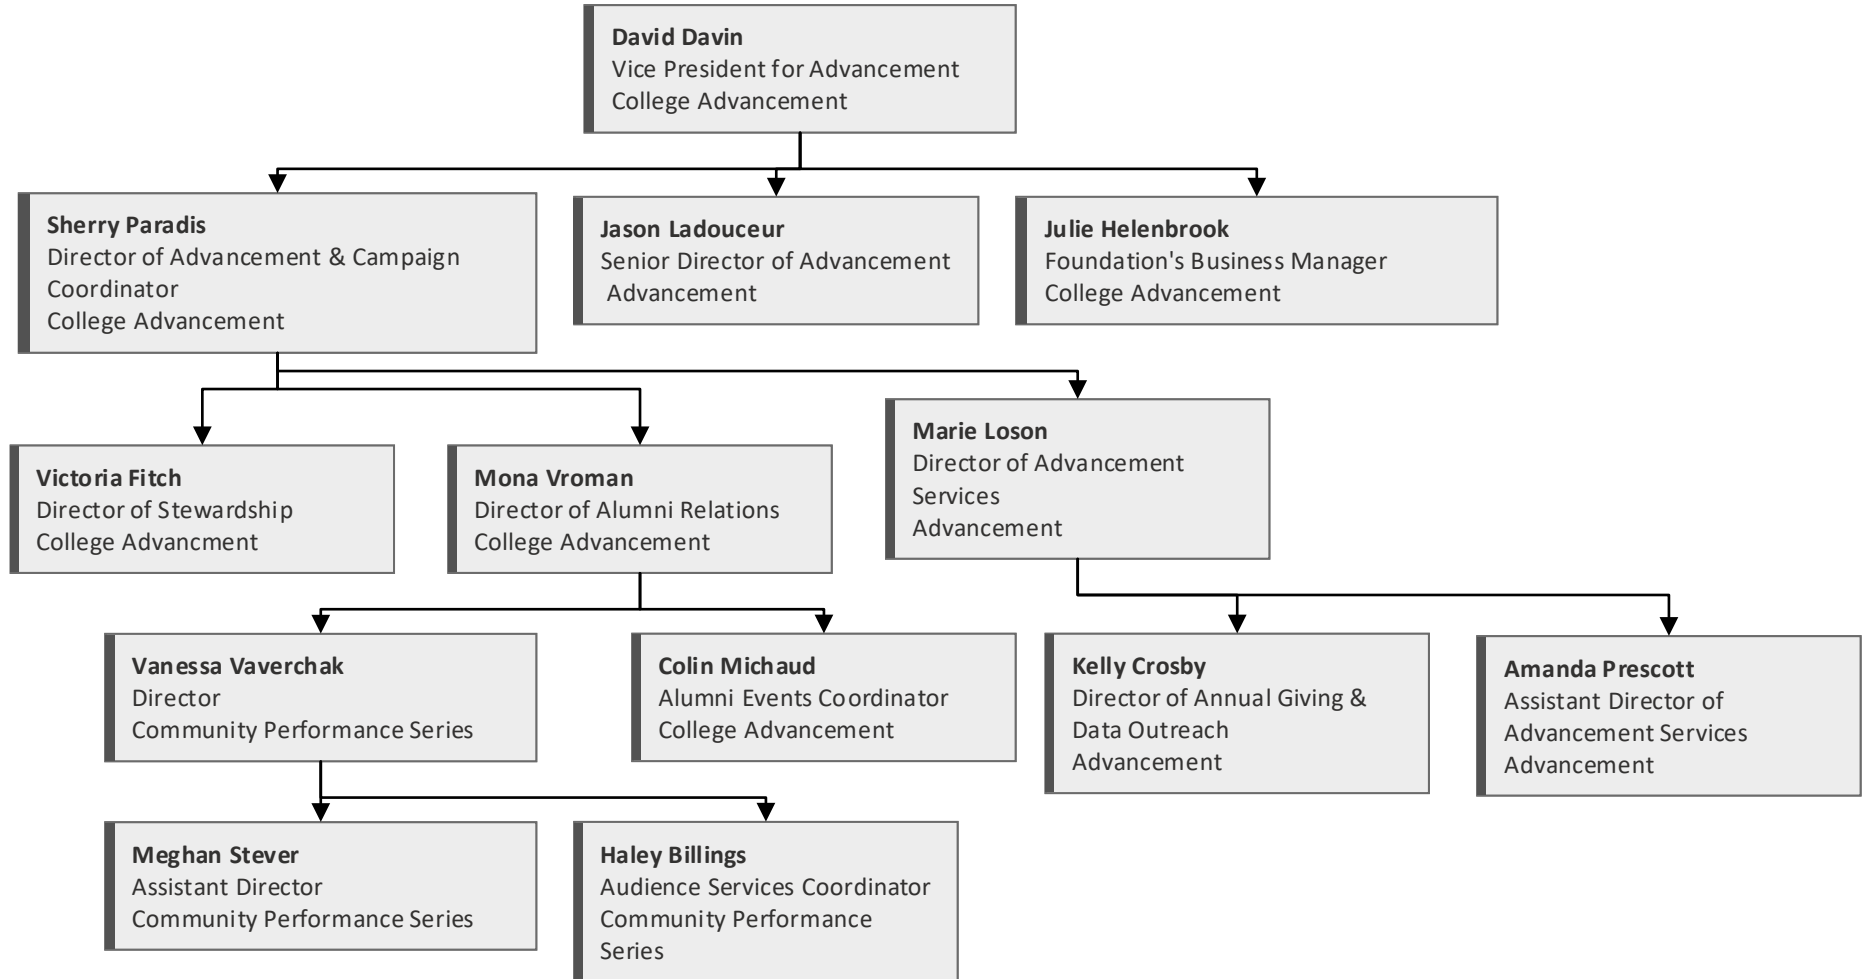 David Davin
Vice President for Advancement
College Advancement
Sherry Paradis
Director of Advancement & Campaign
Coordinator
College Advancement
Jason Ladouceur
Senior Director of Advancement
Advancement
Julie Helenbrook
Foundation's Business Manager
College Advancement
Victoria Fitch
Director of Stewardship
College Advancment
Mona Vroman
Director of Alumni Relations
College Advancement
Marie Loson
Director of Advancement
Services
Advancement
Vanessa Vaverchak
Director
Community Performance Series
Colin Michaud
Alumni Events Coordinator
College Advancement
Kelly Crosby
Director of Annual Giving &
Data Outreach
Advancement
Amanda Prescott
Assistant Director of
Advancement Services
Advancement
Meghan Stever
Assistant Director
Community Performance Series
Haley Billings
Audience Services Coordinator
Community Performance
Series